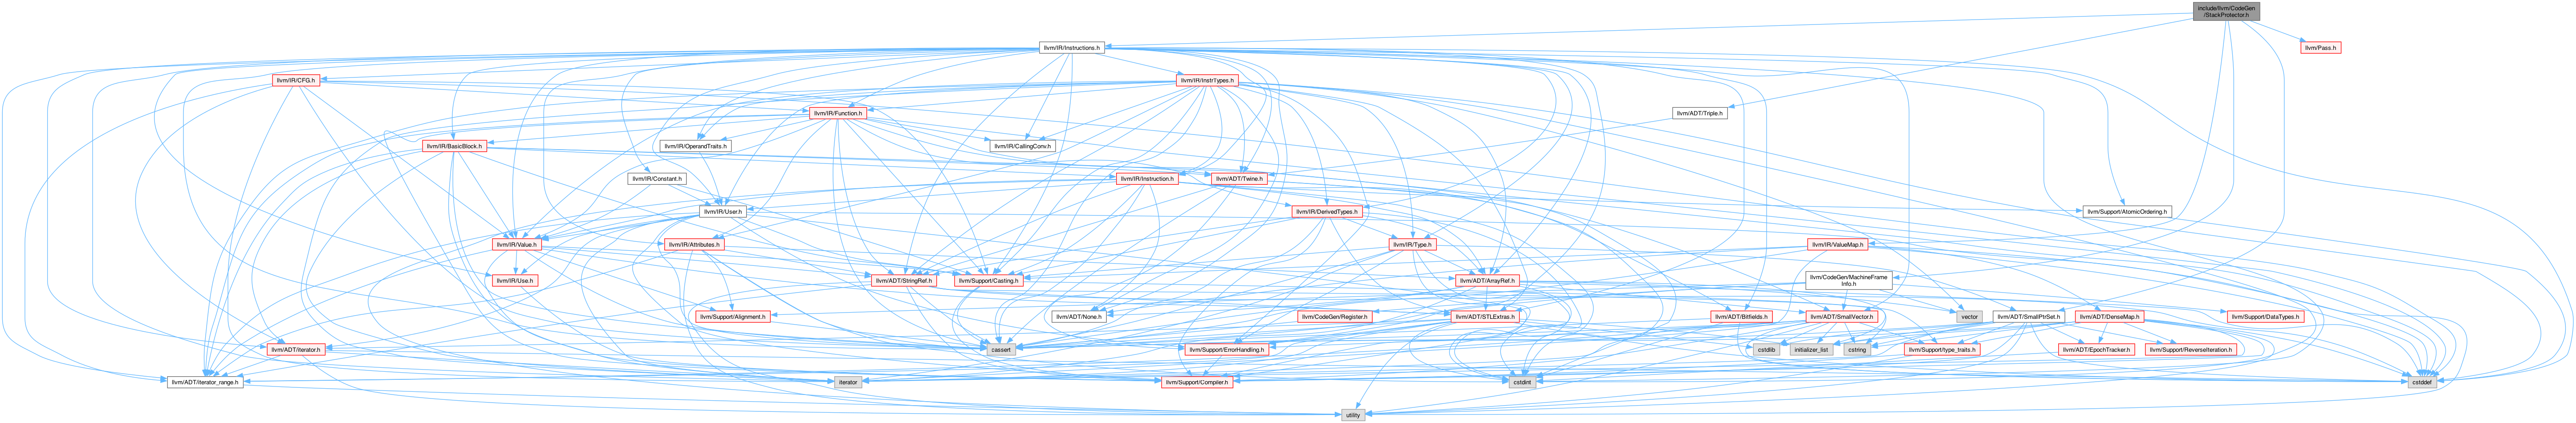 include/llvm/CodeGen
/StackProtector.h
llvm/IR/Instructions.h
llvm/Pass.h
llvm/IR/CFG.h
llvm/IR/InstrTypes.h
llvm/IR/Function.h
llvm/ADT/Triple.h
llvm/IR/BasicBlock.h
llvm/IR/OperandTraits.h
llvm/IR/CallingConv.h
llvm/IR/Constant.h
llvm/IR/Instruction.h
llvm/ADT/Twine.h
llvm/IR/User.h
llvm/IR/DerivedTypes.h
llvm/Support/AtomicOrdering.h
llvm/IR/Value.h
llvm/IR/Attributes.h
llvm/IR/Type.h
llvm/IR/ValueMap.h
llvm/IR/Use.h
llvm/ADT/StringRef.h
llvm/Support/Casting.h
llvm/ADT/ArrayRef.h
llvm/CodeGen/MachineFrame
Info.h
llvm/Support/Alignment.h
llvm/ADT/None.h
llvm/CodeGen/Register.h
llvm/ADT/STLExtras.h
llvm/ADT/Bitfields.h
llvm/ADT/SmallVector.h
vector
llvm/ADT/SmallPtrSet.h
llvm/ADT/DenseMap.h
llvm/Support/DataTypes.h
llvm/ADT/iterator.h
cassert
llvm/Support/ErrorHandling.h
cstdlib
initializer_list
cstring
llvm/Support/type_traits.h
llvm/ADT/EpochTracker.h
llvm/Support/ReverseIteration.h
llvm/ADT/iterator_range.h
iterator
llvm/Support/Compiler.h
cstdint
cstddef
utility